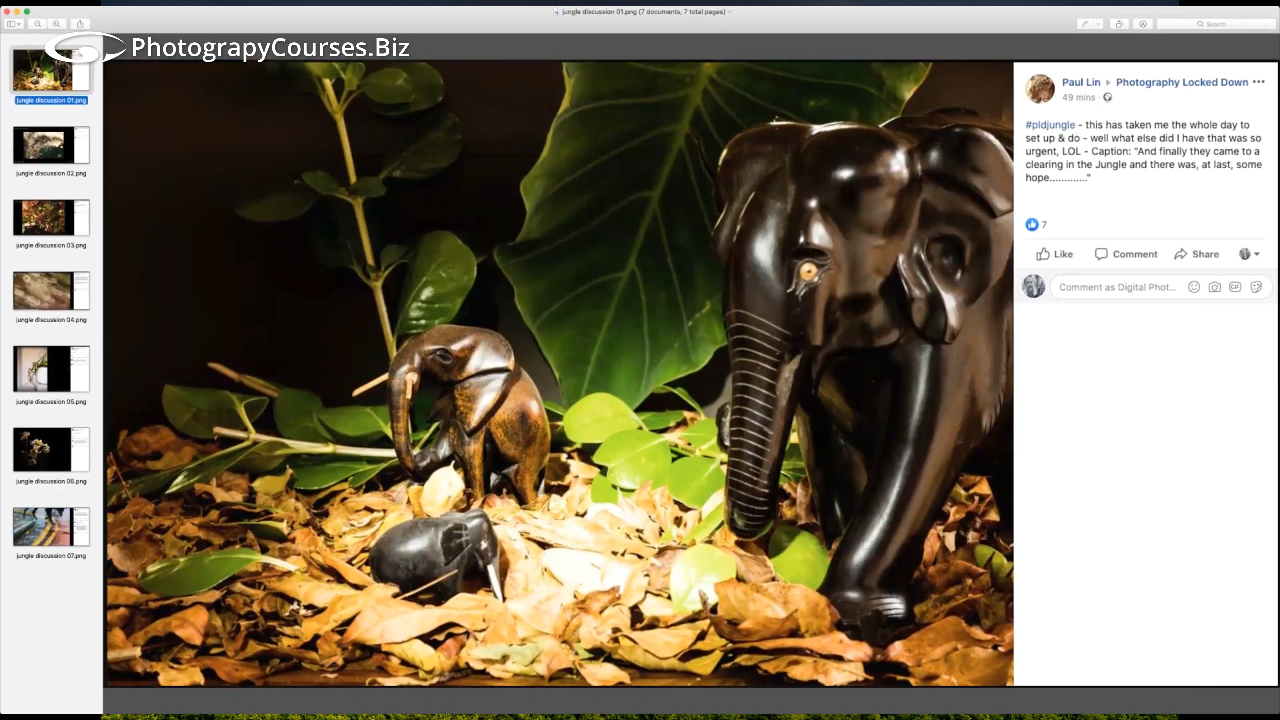 jungle discussion 01.png (7 documents, 7 total pages)
Search
PhotograpyCourses.Biz
jungle discussion 01.png
jungle discussion 02.png
jungle discussion 03.png
jungle discussion 04.png
jungle discussion 05.png
jungle discussion 06.png
jungle discussion 07.png
Paul Lin ▸ Photography Locked Down ···
49 mins ·
#pldjungle - this has taken me the whole day to
set up & do - well what else did I have that was so
urgent, LOL - Caption: "And finally they came to a
clearing in the Jungle and there was, at last, some
hope............."
7
Like Comment Share
Comment as Digital Phot... GIF